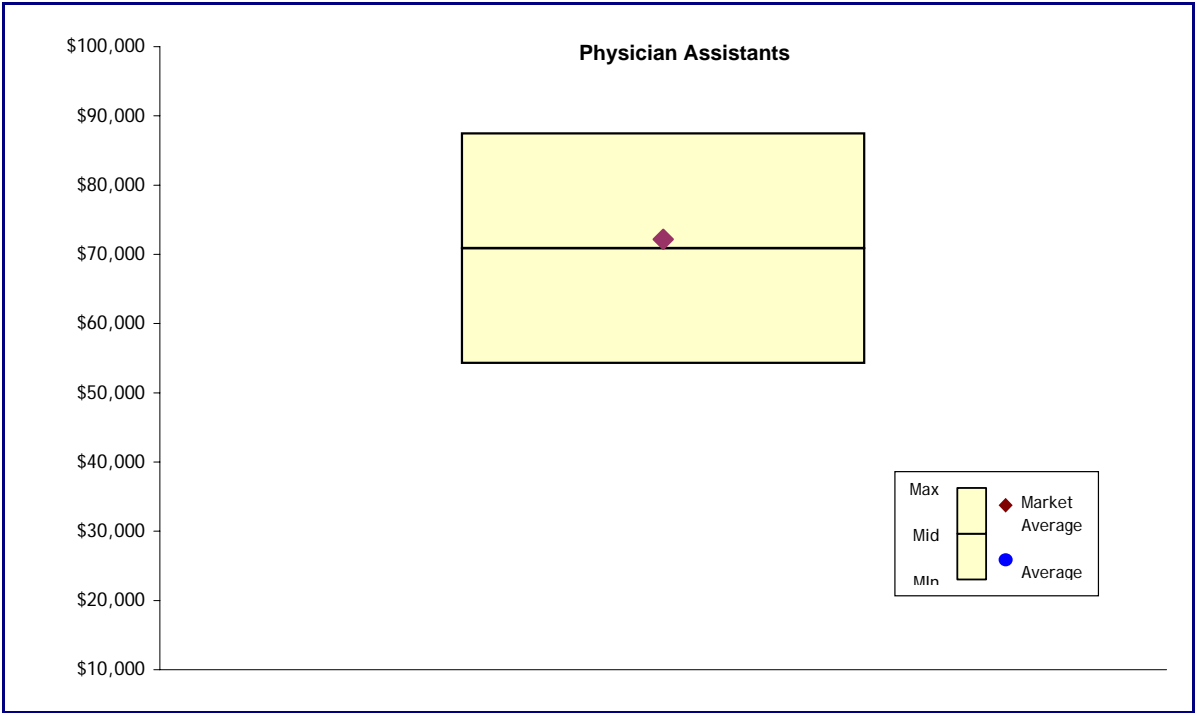 Physician Assistants
$100,000
$90,000
$80,000
$70,000
$60,000
$50,000
$40,000
$30,000
$20,000
$10,000
Max
Mid
MIn
Market
Average
Average